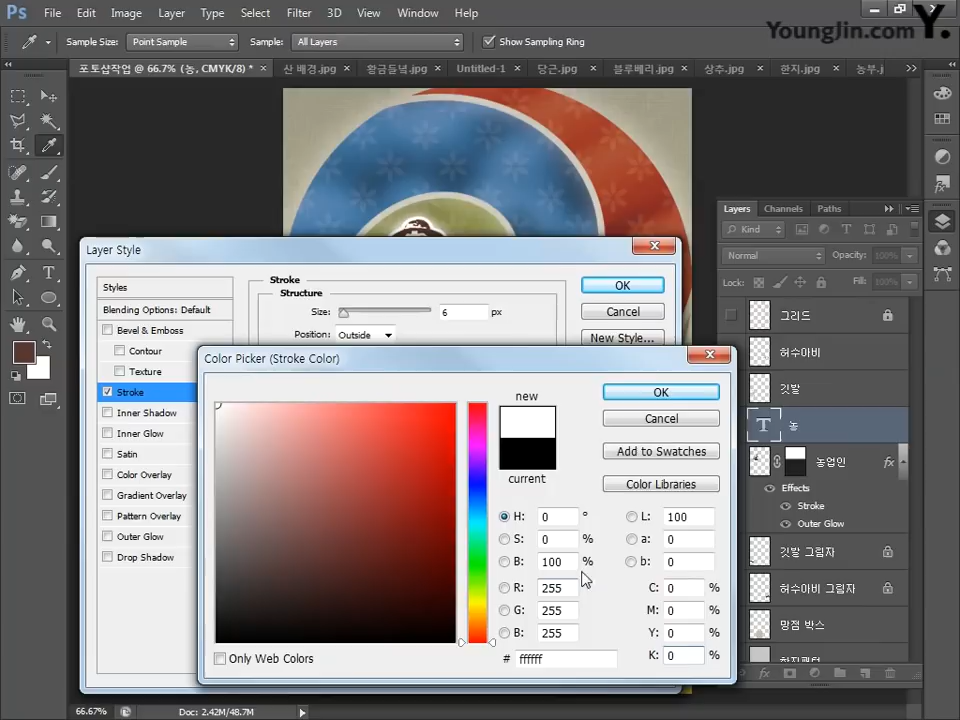 Ps File Edit Image Layer Type Select Filter 3D View Window Help
YoungJin.com Y.
Sample Size: Point Sample Sample: All Layers Show Sampling Ring
포토샵작업 @ 66.7% (농, CMYK/8) * × 산 배경.jpg × 황금들녘.jpg × Untitled-1 × 당근.jpg × 블루베리.jpg × 상추.jpg × 한지.jpg × 농부.j
Layers Channels Paths
Kind
Normal Opacity: 100%
Lock: Fill: 100%
그리드
허수아비
깃발
T 농
농업인 fx
Effects
Stroke
Outer Glow
깃발 그림자
허수아비 그림자
망점 박스
한지패턴
Layer Style
Styles
Blending Options: Default
Bevel & Emboss
Contour
Texture
Stroke
Inner Shadow
Inner Glow
Satin
Color Overlay
Gradient Overlay
Pattern Overlay
Outer Glow
Drop Shadow
Stroke
Structure
Size: 6 px
Position: Outside
OK
Cancel
New Style...
Color Picker (Stroke Color)
new
current
OK
Cancel
Add to Swatches
Color Libraries
H: 0 ° L: 100
S: 0 % a: 0
B: 100 % b: 0
R: 255 C: 0 %
G: 255 M: 0 %
B: 255 Y: 0 %
# ffffff K: 0 %
Only Web Colors
66.67% Doc: 2.42M/48.7M